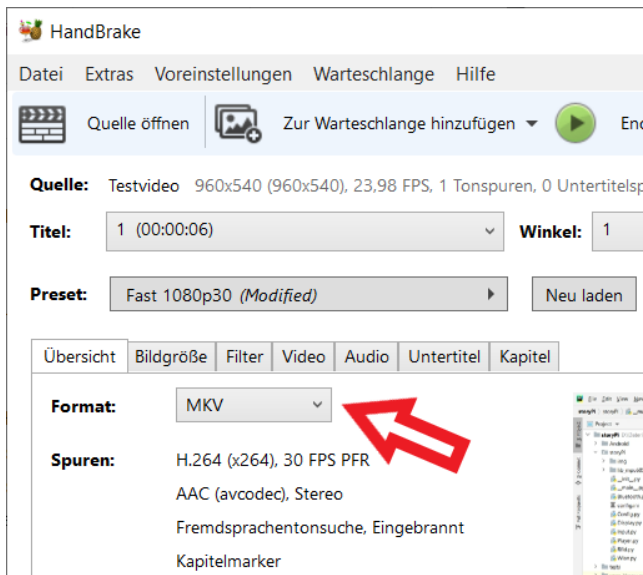 HandBrake
Datei Extras Voreinstellungen Warteschlange Hilfe
Quelle öffnen Zur Warteschlange hinzufügen
Quelle: Testvideo 960x540 (960x540), 23,98 FPS, 1 Tonspuren, 0
Titel: 1 (00:00:06) Winkel: 1
Preset: Fast 1080p30 (Modified) Neu laden
Übersicht Bildgröße Filter Video Audio Untertitel Kapitel
Format: MKV
Spuren: H.264 (x264), 30 FPS PFR
AAC (avcodec), Stereo
Fremdsprachentonsuche, Eingebrannt
Kapitelmarker